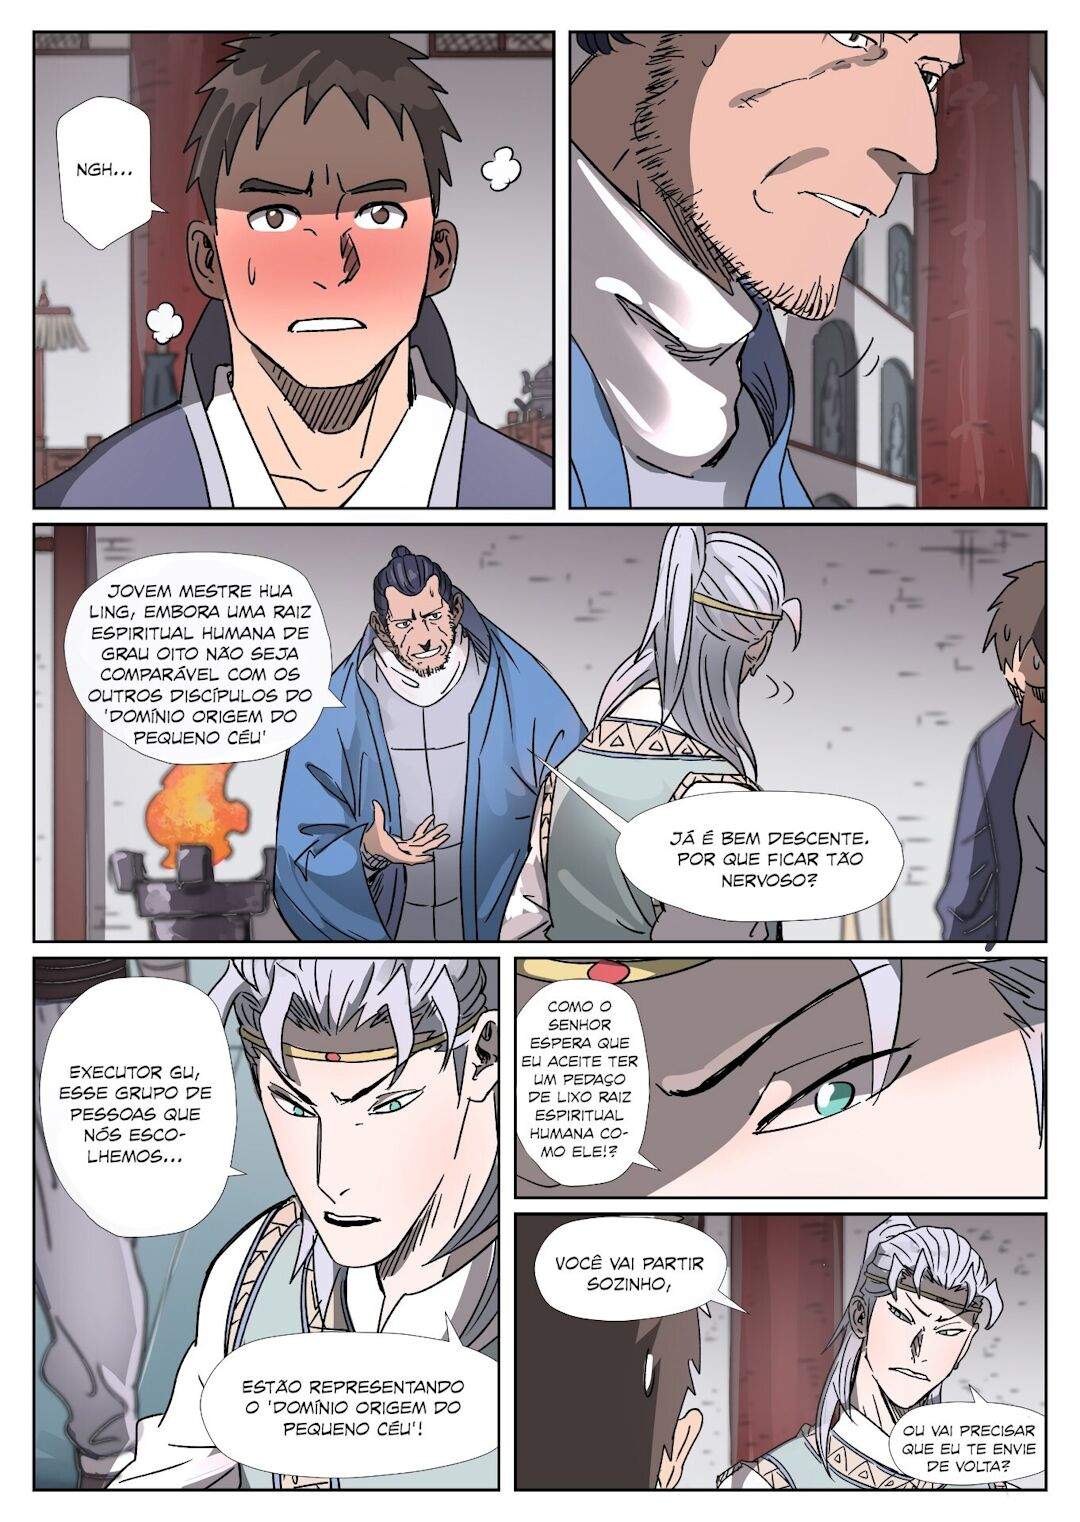 NGH...
JOVEM MESTRE HUA
LING, EMBORA UMA RAIZ
ESPIRITUAL HUMANA DE
GRAU OITO NÃO SEJA
COMPARÁVEL COM OS
OUTROS DISCÍPULOS DO
'DOMÍNIO ORIGEM DO
PEQUENO CÉU'
JÁ É BEM DESCENTE.
POR QUE FICAR TÃO
NERVOSO?
EXECUTOR GU,
ESSE GRUPO DE
PESSOAS QUE
NÓS ESCO-
LHEMOS...
ESTÃO REPRESENTANDO
O 'DOMÍNIO ORIGEM DO
PEQUENO CÉU'!
COMO O
SENHOR
ESPERA QUE
EU ACEITE TER
UM PEDAÇO
DE LIXO RAIZ
ESPIRITUAL
HUMANA CO-
MO ELE!?
VOCÊ VAI PARTIR
SOZINHO,
OU VAI PRECISAR
QUE EU TE ENVIE
DE VOLTA?